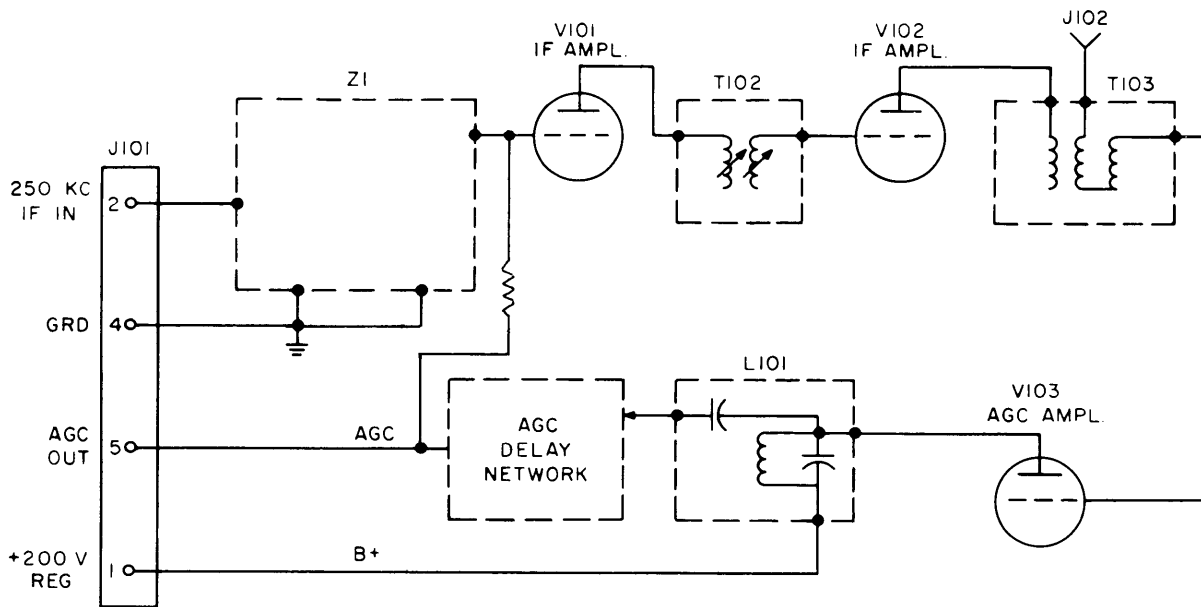 V101
IF AMPL.
V102
IF AMPL.
J102
Z1
T102
T103
J101
250 KC
IF IN
2
GRD
4
L101
V103
AGC AMPL.
AGC
OUT
5
AGC
AGC
DELAY
NETWORK
+200 V
REG
1
B+